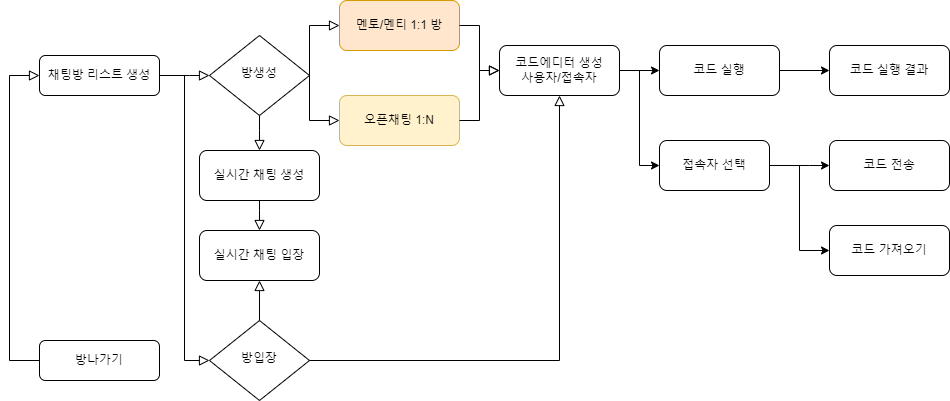 멘토/멘티 1:1 방
채팅방 리스트 생성
방생성
코드에디터 생성
사용자/접속자
코드 실행
코드 실행 결과
오픈채팅 1:N
실시간 채팅 생성
접속자 선택
코드 전송
실시간 채팅 입장
코드 가져오기
방나가기
방입장